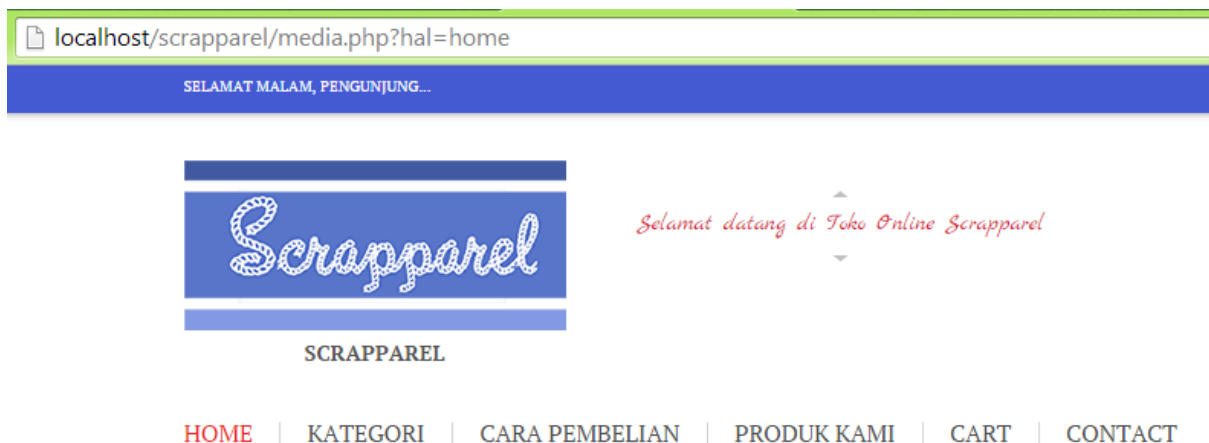 localhost/scrapparel/media.php?hal=home
SELAMAT MALAM, PENGUNJUNG...
Scrapparel
Selamat datang di Toko Online Scrapparel
SCRAPPAREL
HOME | KATEGORI | CARA PEMBELIAN | PRODUK KAMI | CART | CONTACT